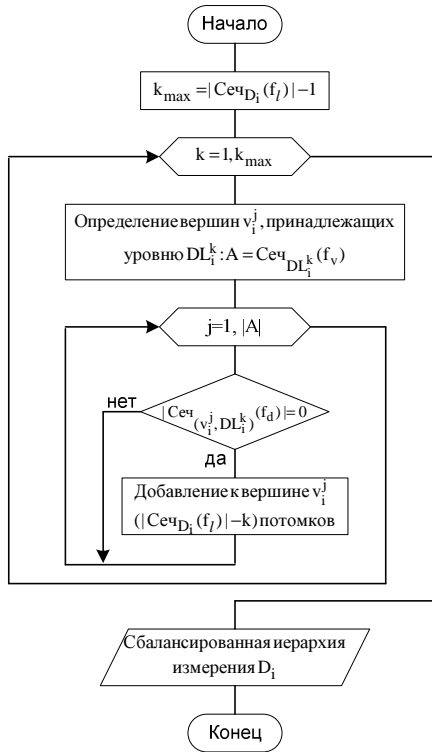 Начало
k_max = |Сеч_{D_i}(f_l)| − 1
k = 1, k_max
Определение вершин v_i^j, принадлежащих
уровню DL_i^k: A = Сеч_{DL_i^k}(f_v)
j=1, |A|
нет
|Сеч_{(v_i^j, DL_i^k)}(f_d)| = 0
да
Добавление к вершине v_i^j
(|Сеч_{D_i}(f_l)| − k) потомков
Сбалансированная иерархия
измерения D_i
Конец